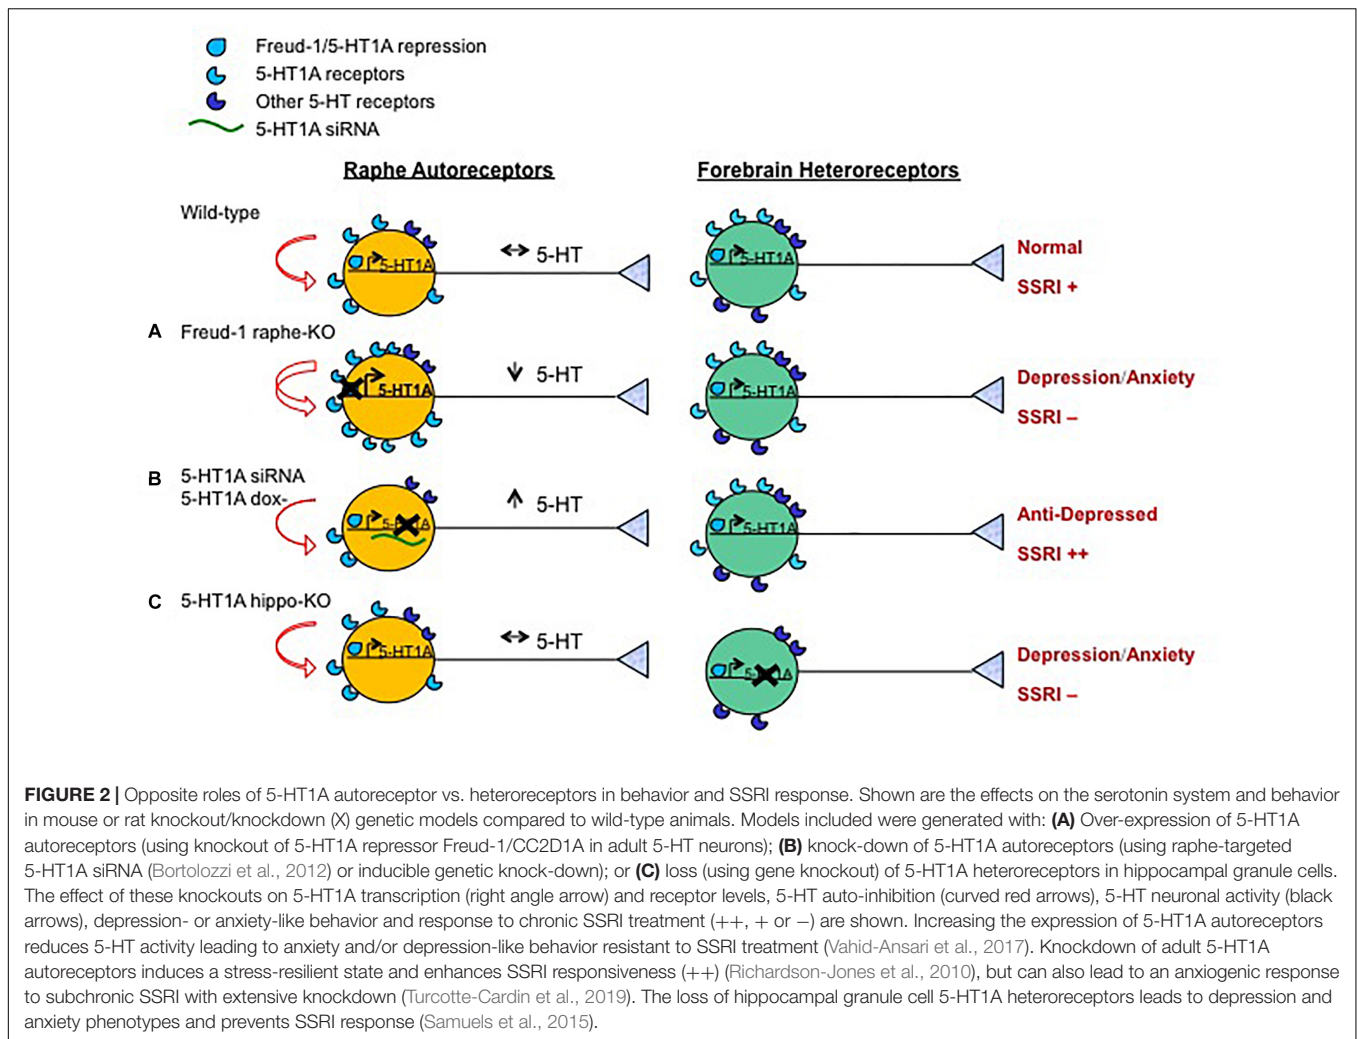 Freud-1/5-HT1A repression
5-HT1A receptors
Other 5-HT receptors
5-HT1A siRNA
Raphe Autoreceptors
Forebrain Heteroreceptors
Wild-type
5-HT1A
5-HT
5-HT1A
Normal
SSRI +
A Freud-1 raphe-KO
5-HT1A
5-HT
5-HT1A
Depression/Anxiety
SSRI –
B 5-HT1A siRNA
5-HT1A dox-
5-HT
5-HT1A
Anti-Depressed
SSRI ++
C 5-HT1A hippo-KO
5-HT1A
5-HT
Depression/Anxiety
SSRI –
FIGURE 2 | Opposite roles of 5-HT1A autoreceptor vs. heteroreceptors in behavior and SSRI response. Shown are the effects on the serotonin system and behavior
in mouse or rat knockout/knockdown (X) genetic models compared to wild-type animals. Models included were generated with: (A) Over-expression of 5-HT1A
autoreceptors (using knockout of 5-HT1A repressor Freud-1/CC2D1A in adult 5-HT neurons); (B) knock-down of 5-HT1A autoreceptors (using raphe-targeted
5-HT1A siRNA (Bortolozzi et al., 2012) or inducible genetic knock-down); or (C) loss (using gene knockout) of 5-HT1A heteroreceptors in hippocampal granule cells.
The effect of these knockouts on 5-HT1A transcription (right angle arrow) and receptor levels, 5-HT auto-inhibition (curved red arrows), 5-HT neuronal activity (black
arrows), depression- or anxiety-like behavior and response to chronic SSRI treatment (++, + or −) are shown. Increasing the expression of 5-HT1A autoreceptors
reduces 5-HT activity leading to anxiety and/or depression-like behavior resistant to SSRI treatment (Vahid-Ansari et al., 2017). Knockdown of adult 5-HT1A
autoreceptors induces a stress-resilient state and enhances SSRI responsiveness (++) (Richardson-Jones et al., 2010), but can also lead to an anxiogenic response
to subchronic SSRI with extensive knockdown (Turcotte-Cardin et al., 2019). The loss of hippocampal granule cell 5-HT1A heteroreceptors leads to depression and
anxiety phenotypes and prevents SSRI response (Samuels et al., 2015).